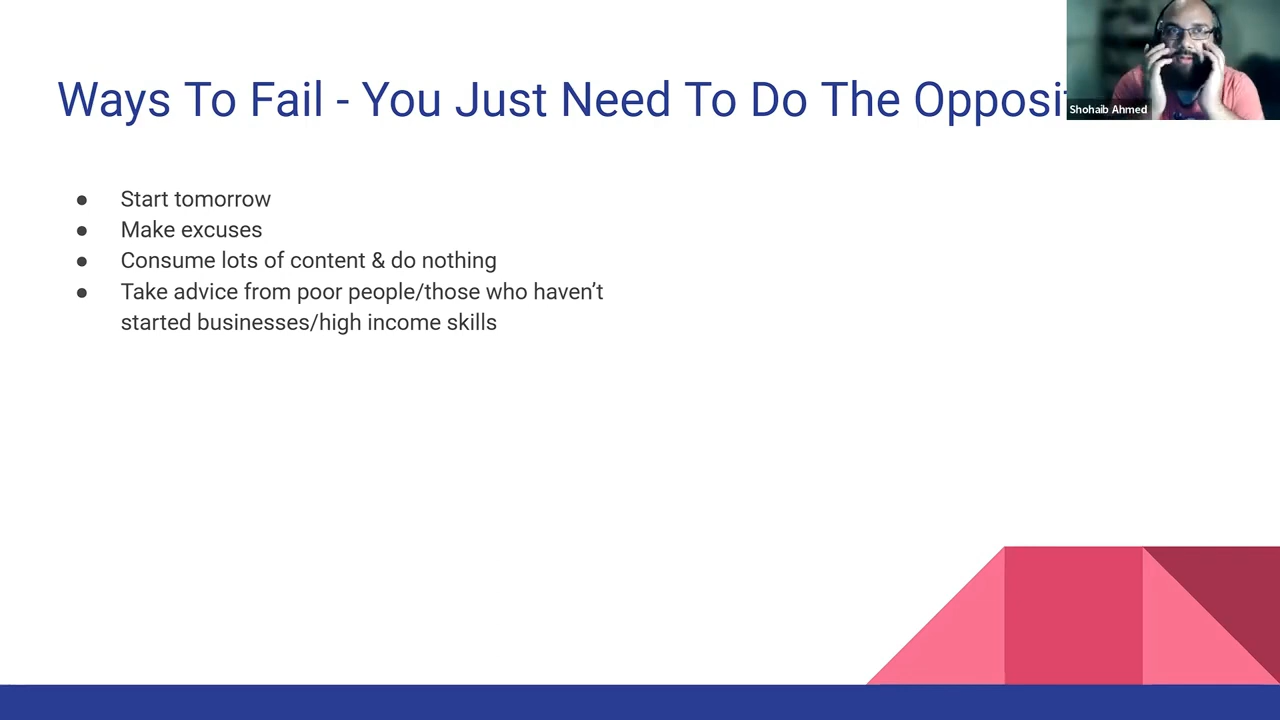 Ways To Fail - You Just Need To Do The Opposi
Shohaib Ahmed
● Start tomorrow
● Make excuses
● Consume lots of content & do nothing
● Take advice from poor people/those who haven’t
started businesses/high income skills